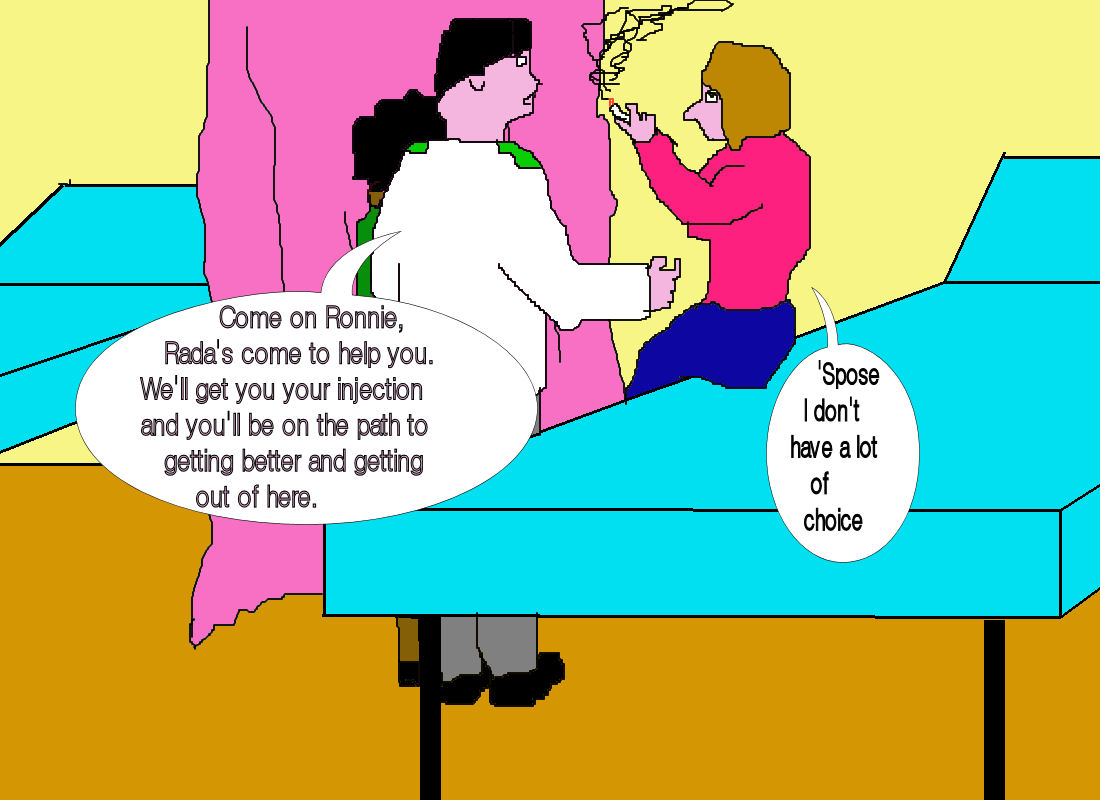 Come on Ronnie,
Rada's come to help you.
We'll get you your injection
and you'll be on the path to
getting better and getting
out of here.
'Spose
I don't
have a lot
of
choice